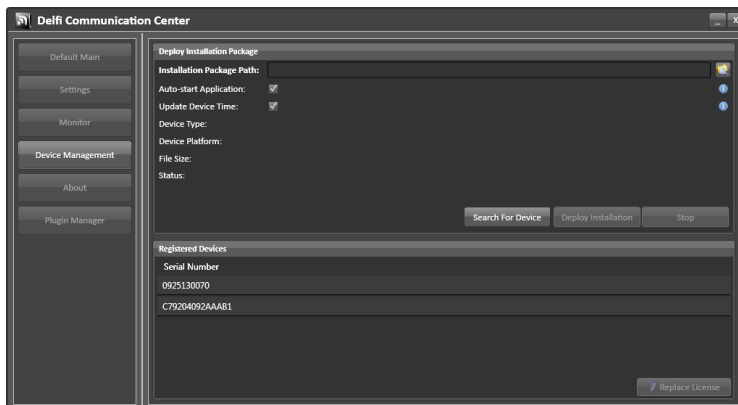 Delfi Communication Center
Default Main
Settings
Monitor
Device Management
About
Plugin Manager
Deploy Installation Package
Installation Package Path:
Auto-start Application:
Update Device Time:
Device Type:
Device Platform:
File Size:
Status:
Search For Device Deploy Installation Stop
Registered Devices
Serial Number
0925130070
C79204092AAAB1
Replace License